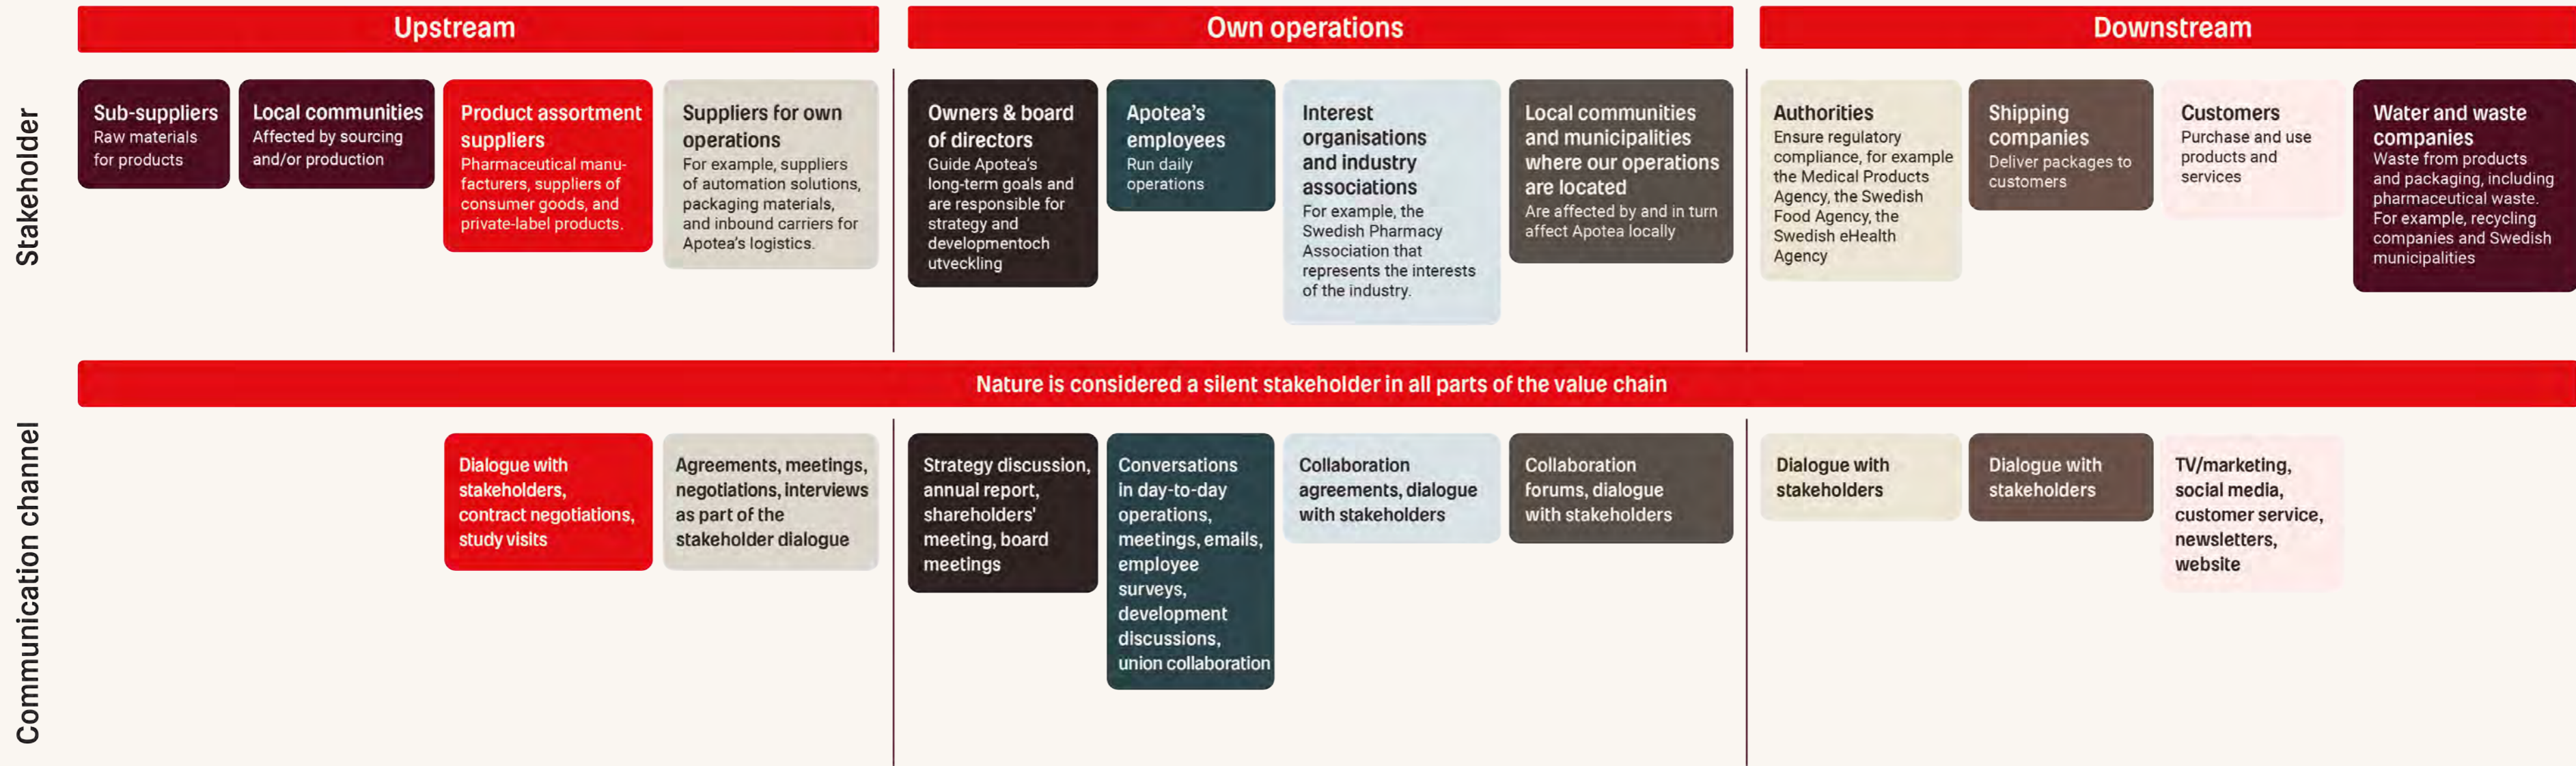 Upstream
Own operations
Downstream
Stakeholder
Sub-suppliers
Raw materials
for products
Local communities
Affected by sourcing
and/or production
Product assortment
suppliers
Pharmaceutical manu-
facturers, suppliers of
consumer goods, and
private-label products.
Suppliers for own
operations
For example, suppliers
of automation solutions,
packaging materials,
and inbound carriers for
Apotea's logistics.
Owners & board
of directors
Guide Apotea's
long-term goals and
are responsible for
strategy and
developmentoch
utveckling
Apotea's
employees
Run daily
operations
Interest
organisations
and industry
associations
For example, the
Swedish Pharmacy
Association that
represents the interests
of the industry.
Local communities
and municipalities
where our operations
are located
Are affected by and in turn
affect Apotea locally
Authorities
Ensure regulatory
compliance, for example
the Medical Products
Agency, the Swedish
Food Agency, the
Swedish eHealth
Agency
Shipping
companies
Deliver packages to
customers
Customers
Purchase and use
products and
services
Water and waste
companies
Waste from products
and packaging, including
pharmaceutical waste.
For example, recycling
companies and Swedish
municipalities
Nature is considered a silent stakeholder in all parts of the value chain
Communication channel
Dialogue with
stakeholders,
contract negotiations,
study visits
Agreements, meetings,
negotiations, interviews
as part of the
stakeholder dialogue
Strategy discussion,
annual report,
shareholders'
meeting, board
meetings
Conversations
in day-to-day
operations,
meetings, emails,
employee
surveys,
development
discussions,
union collaboration
Collaboration
agreements, dialogue
with stakeholders
Collaboration
forums, dialogue
with stakeholders
Dialogue with
stakeholders
Dialogue with
stakeholders
TV/marketing,
social media,
customer service,
newsletters,
website